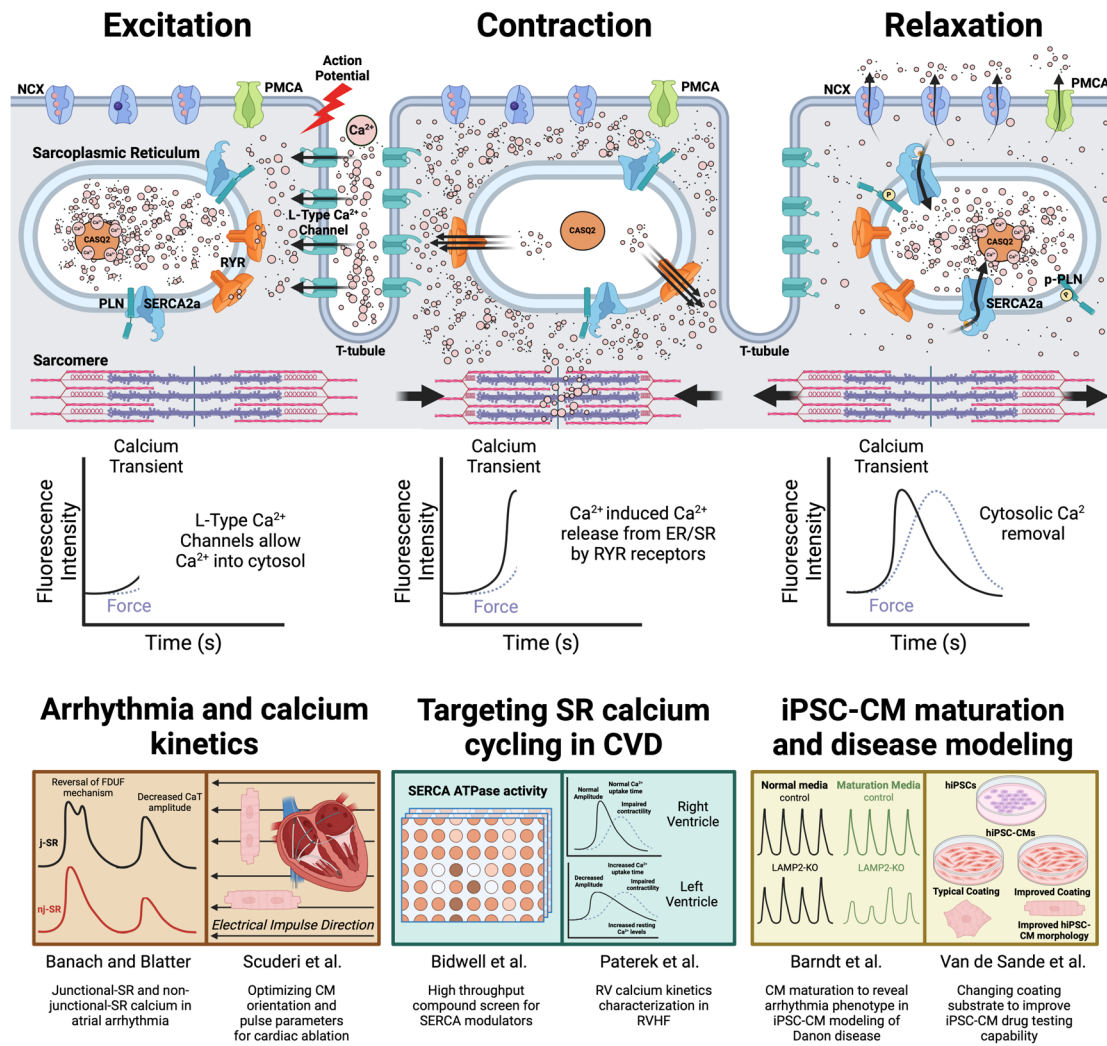 Excitation
Contraction
Relaxation
NCX
Action
Potential
PMCA
Ca²⁺
Sarcoplasmic Reticulum
L-Type Ca²⁺
Channel
CASQ2
Ca²⁺
Ca²⁺
Ca²⁺
Ca²⁺
Ca²⁺
RYR
PLN
SERCA2a
T-tubule
Sarcomere
PMCA
CASQ2
T-tubule
NCX
PMCA
P
CASQ2
Ca²⁺
Ca²⁺
Ca²⁺
Ca²⁺
Ca²⁺
p-PLN
P
SERCA2a
Calcium
Transient
Fluorescence
Intensity
L-Type Ca²⁺
Channels allow
Ca²⁺ into cytosol
Force
Time (s)
Calcium
Transient
Fluorescence
Intensity
Ca²⁺ induced Ca²⁺
release from ER/SR
by RYR receptors
Force
Time (s)
Calcium
Transient
Fluorescence
Intensity
Cytosolic Ca²
removal
Force
Time (s)
Arrhythmia and calcium
kinetics
Reversal of FDUF
mechanism
Decreased CaT
amplitude
j-SR
nj-SR
Electrical Impulse Direction
Banach and Blatter
Junctional-SR and non-
junctional-SR calcium in
atrial arrhythmia
Scuderi et al.
Optimizing CM
orientation and
pulse parameters
for cardiac ablation
Targeting SR calcium
cycling in CVD
SERCA ATPase activity
Normal Ca²⁺
uptake time
Normal
Amplitude
Impaired
contractility
Right
Ventricle
Increased Ca²⁺
uptake time
Decreased
Amplitude
Impaired
contractility
Increased resting
Ca²⁺ levels
Left
Ventricle
Bidwell et al.
High throughput
compound screen for
SERCA modulators
Paterek et al.
RV calcium kinetics
characterization in
RVHF
iPSC-CM maturation
and disease modeling
Normal media
control
Maturation Media
control
LAMP2-KO
LAMP2-KO
hiPSCs
hiPSC-CMs
Typical Coating
Improved Coating
Improved hiPSC-
CM morphology
Barndt et al.
CM maturation to reveal
arrhythmia phenotype in
iPSC-CM modeling of
Danon disease
Van de Sande et al.
Changing coating
substrate to improve
iPSC-CM drug testing
capability